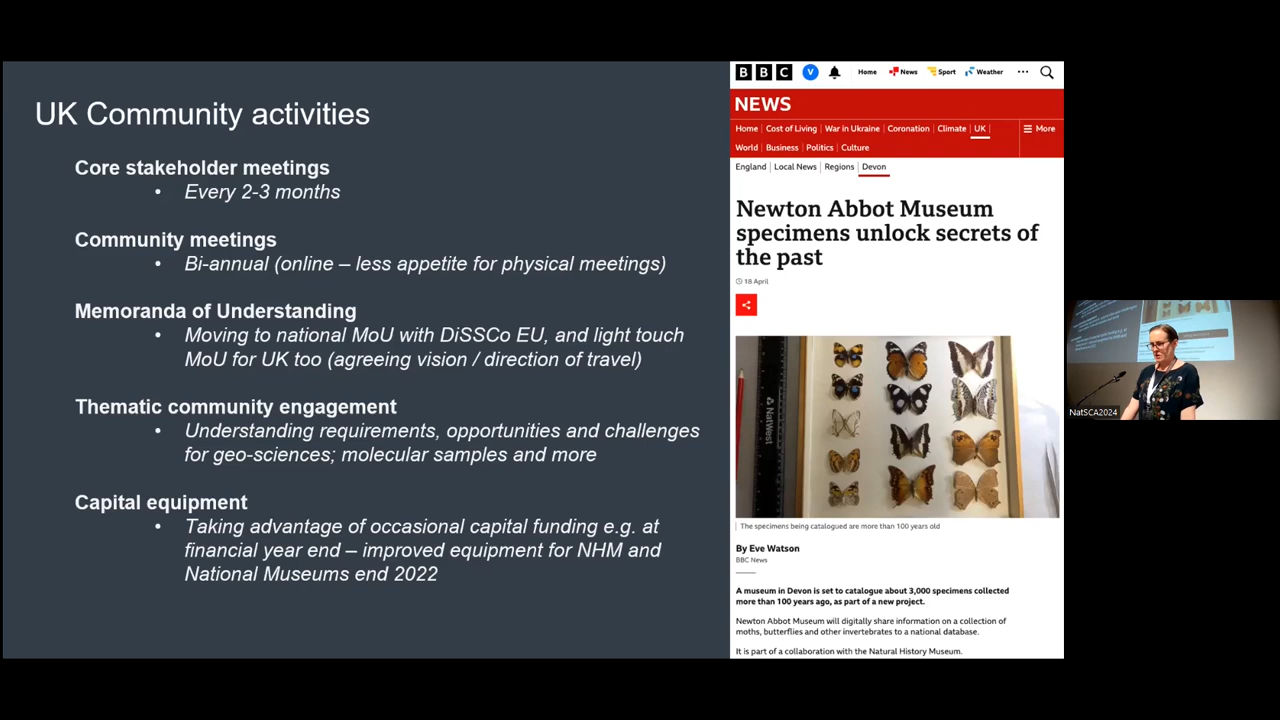 UK Community activities
Core stakeholder meetings
• Every 2-3 months
Community meetings
• Bi-annual (online – less appetite for physical meetings)
Memoranda of Understanding
• Moving to national MoU with DiSSCo EU, and light touch
MoU for UK too (agreeing vision / direction of travel)
Thematic community engagement
• Understanding requirements, opportunities and challenges
for geo-sciences; molecular samples and more
Capital equipment
• Taking advantage of occasional capital funding e.g. at
financial year end – improved equipment for NHM and
National Museums end 2022
BBC V Home News Sport Weather ...
NEWS
Home Cost of Living War in Ukraine Coronation Climate UK More
World Business Politics Culture
England Local News Regions Devon
Newton Abbot Museum
specimens unlock secrets of
the past
18 April
NatWest
The specimens being catalogued are more than 100 years old
By Eve Watson
BBC News
A museum in Devon is set to catalogue about 3,000 specimens collected
more than 100 years ago, as part of a new project.
Newton Abbot Museum will digitally share information on a collection of
moths, butterflies and other invertebrates to a national database.
It is part of a collaboration with the Natural History Museum.
NatSCA2024